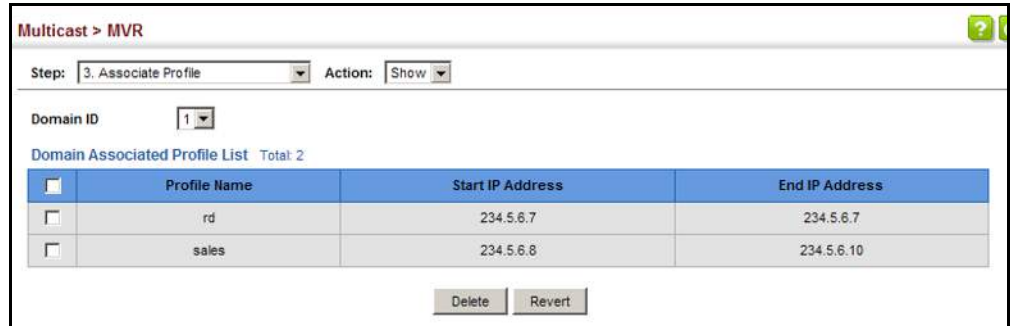 Multicast > MVR
?
Step: 3. Associate Profile Action: Show
Domain ID 1
Domain Associated Profile List Total: 2
Profile Name Start IP Address End IP Address
rd 234.5.6.7 234.5.6.7
sales 234.5.6.8 234.5.6.10
Delete Revert